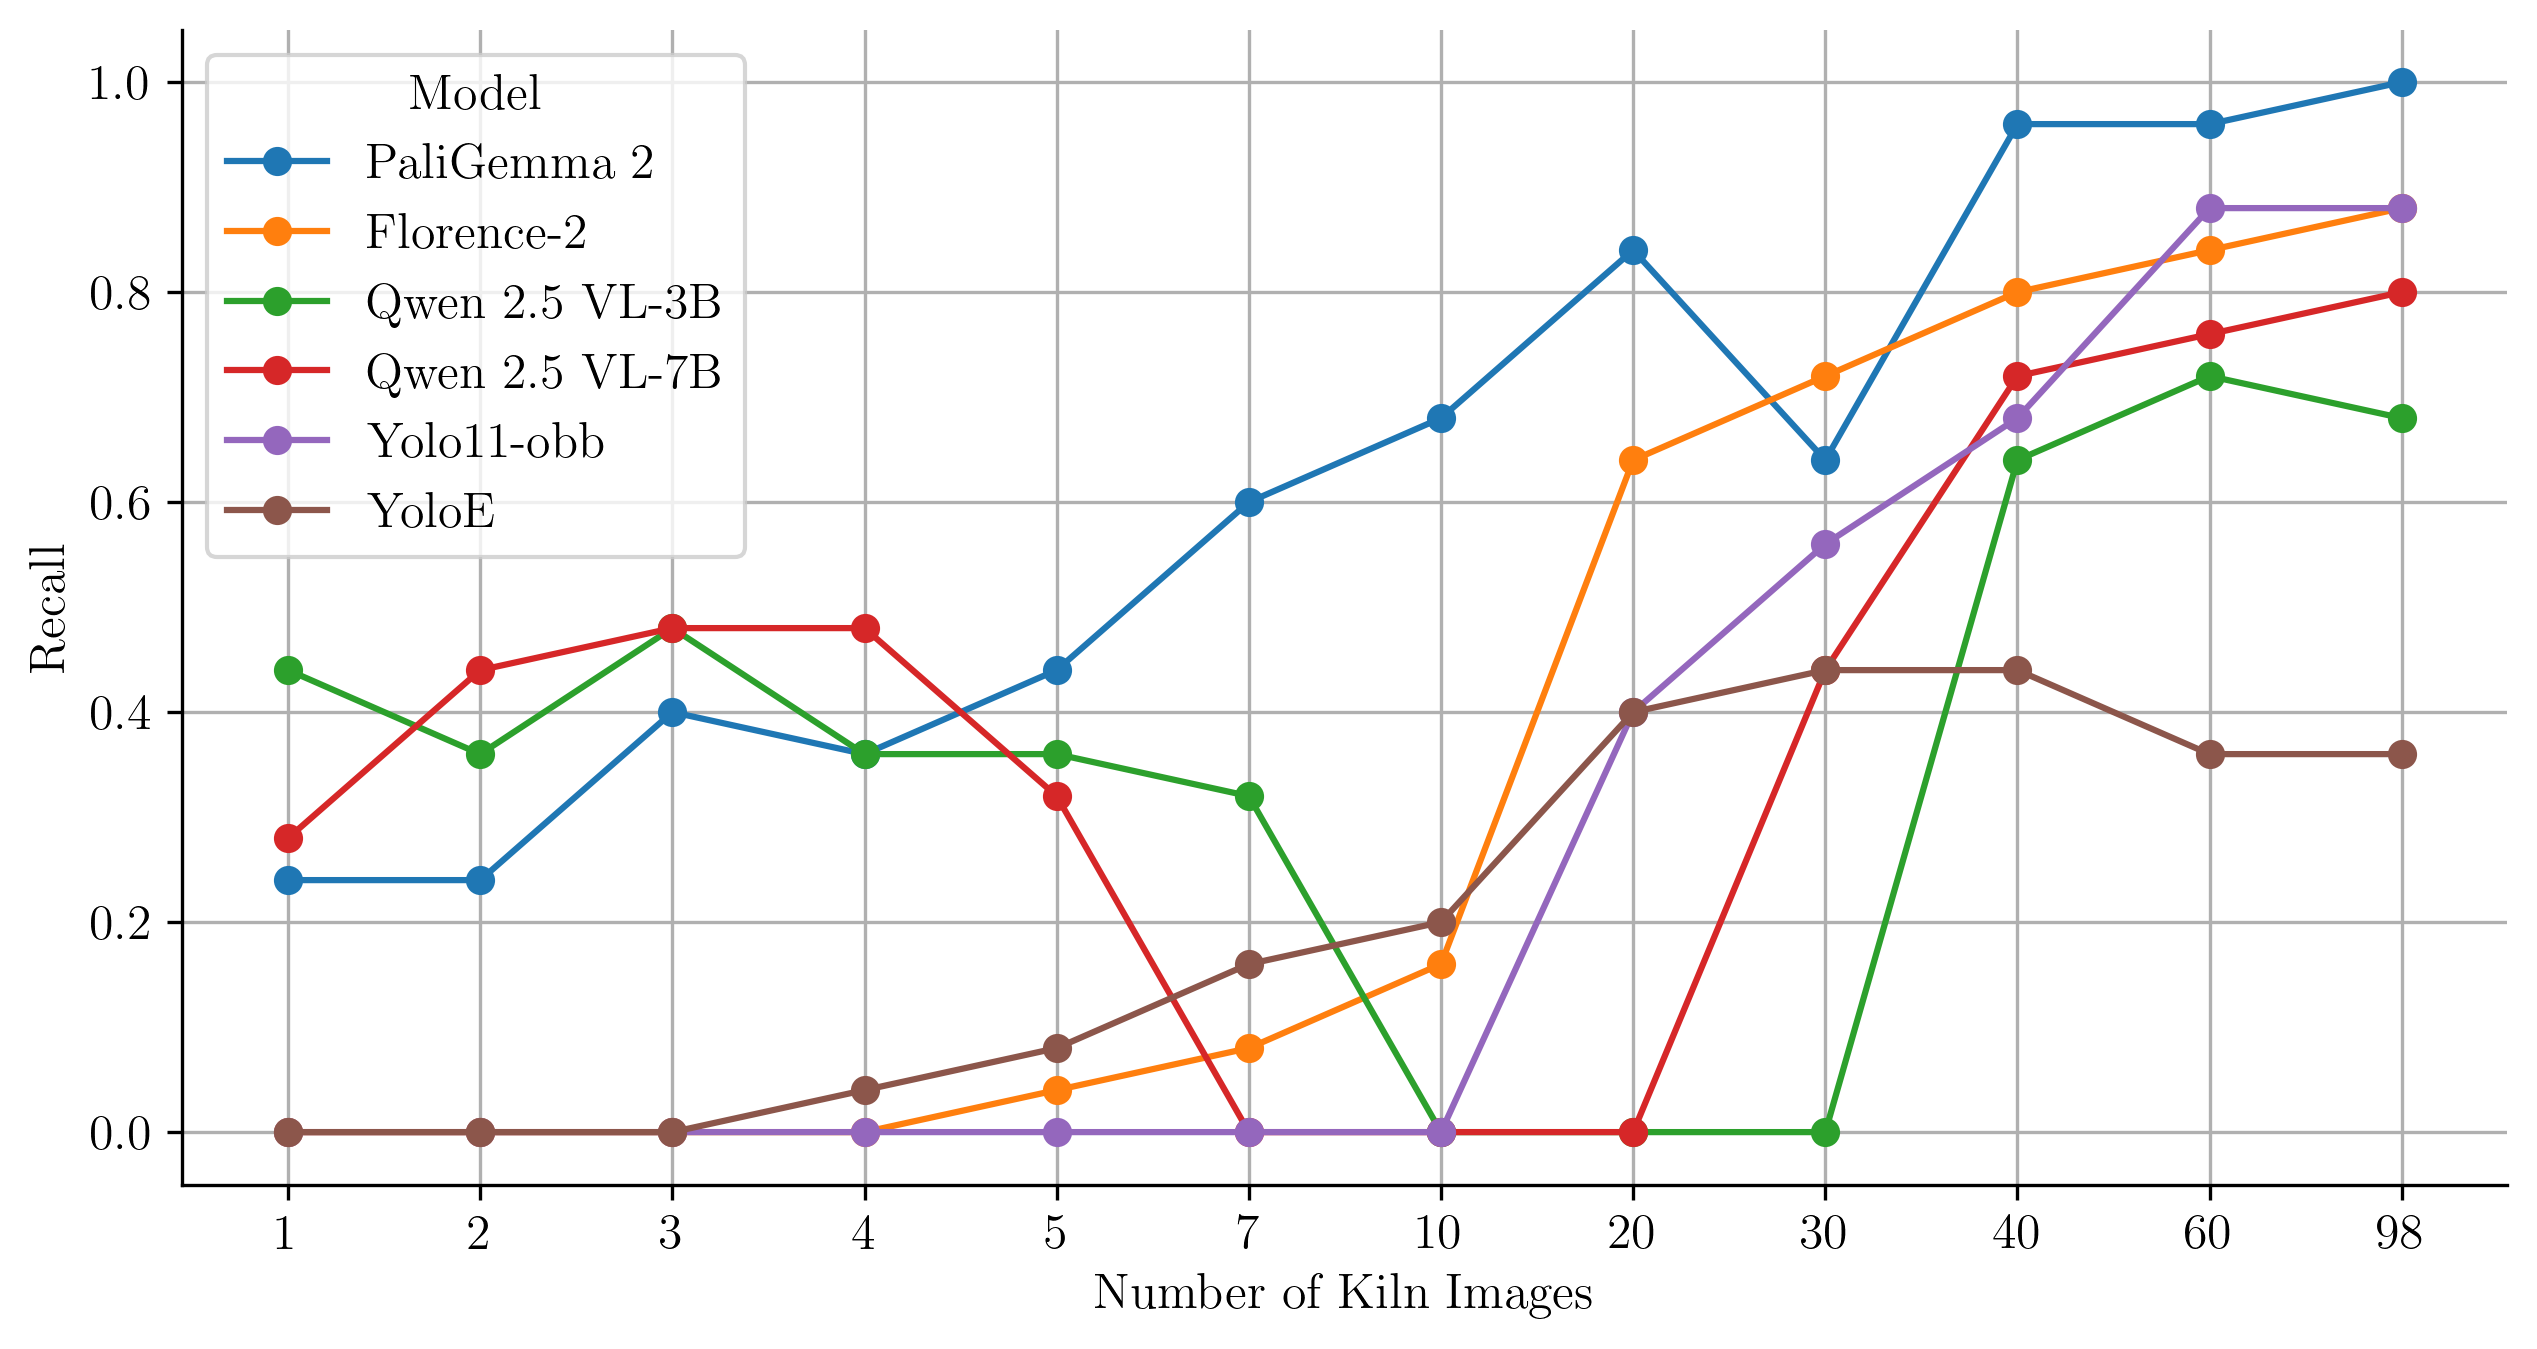 Model
PaliGemma 2
Florence-2
Qwen 2.5 VL-3B
Qwen 2.5 VL-7B
Yolo11-obb
YoloE
1.0
0.8
0.6
0.4
0.2
0.0
Recall
1 2 3 4 5 7 10 20 30 40 60 98
Number of Kiln Images